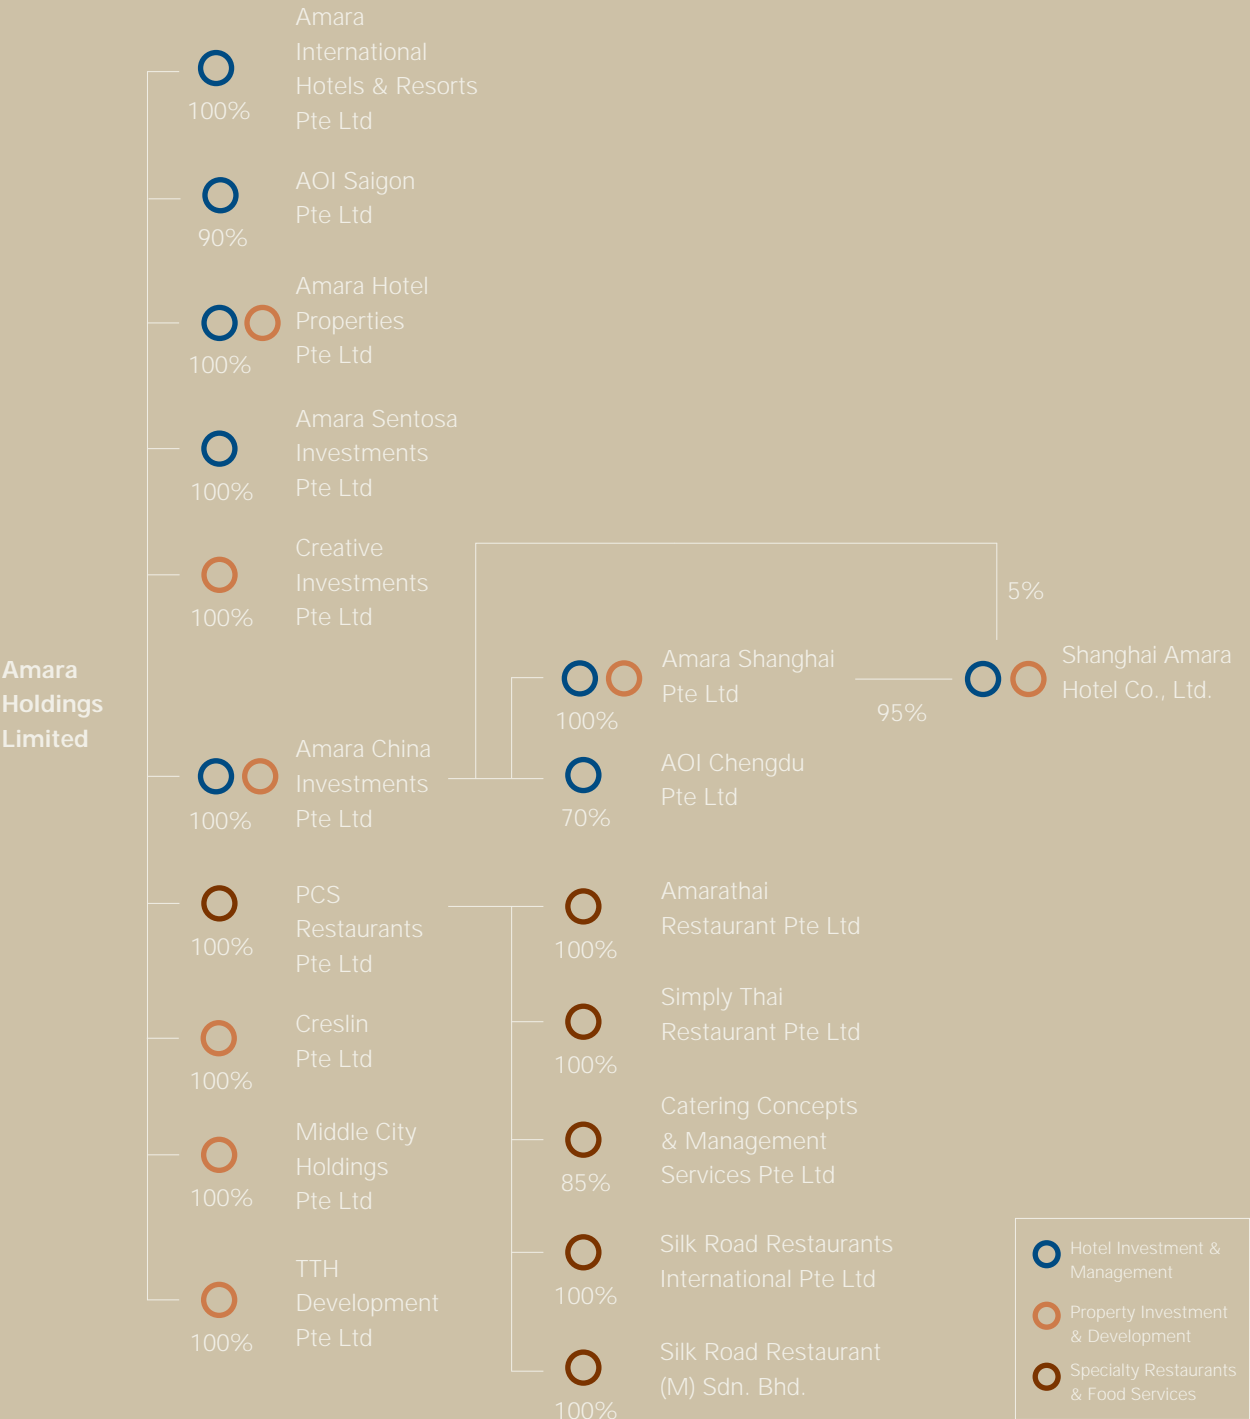 Amara
Holdings
Limited
100%
Amara
International
Hotels & Resorts
Pte Ltd
90%
AOI Saigon
Pte Ltd
100%
Amara Hotel
Properties
Pte Ltd
100%
Amara Sentosa
Investments
Pte Ltd
100%
Creative
Investments
Pte Ltd
100%
Amara China
Investments
Pte Ltd
100%
Amara Shanghai
Pte Ltd
95%
5%
Shanghai Amara
Hotel Co., Ltd.
70%
AOI Chengdu
Pte Ltd
100%
PCS
Restaurants
Pte Ltd
100%
Amarathai
Restaurant Pte Ltd
100%
Simply Thai
Restaurant Pte Ltd
85%
Catering Concepts
& Management
Services Pte Ltd
100%
Silk Road Restaurants
International Pte Ltd
100%
Silk Road Restaurant
(M) Sdn. Bhd.
100%
Creslin
Pte Ltd
100%
Middle City
Holdings
Pte Ltd
100%
TTH
Development
Pte Ltd
Hotel Investment &
Management
Property Investment
& Development
Specialty Restaurants
& Food Services